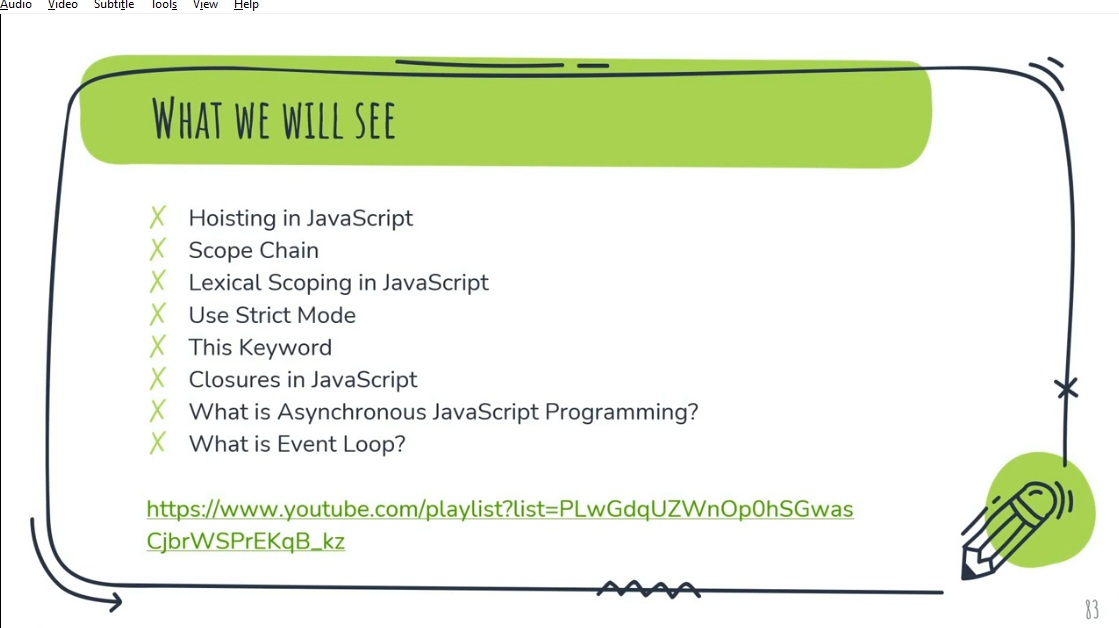 Audio Video Subtitle Tools View Help
What we will see
Hoisting in JavaScript
Scope Chain
Lexical Scoping in JavaScript
Use Strict Mode
This Keyword
Closures in JavaScript
What is Asynchronous JavaScript Programming?
What is Event Loop?
https://www.youtube.com/playlist?list=PLwGdqUZWnOp0hSGwas
CjbrWSPrEKqB_kz
83